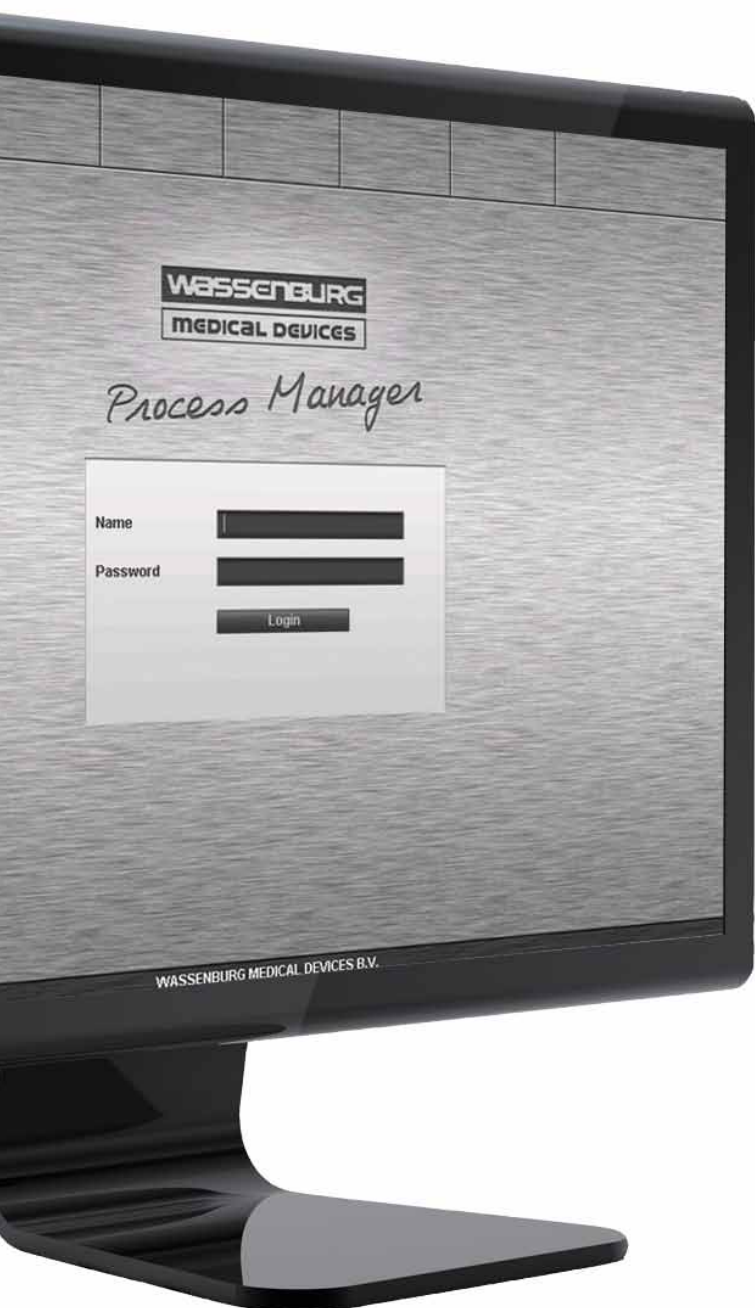 WASSENBURG
MEDICAL DEVICES
Process Manager
Name
Password
Login
WASSENBURG MEDICAL DEVICES B.V.